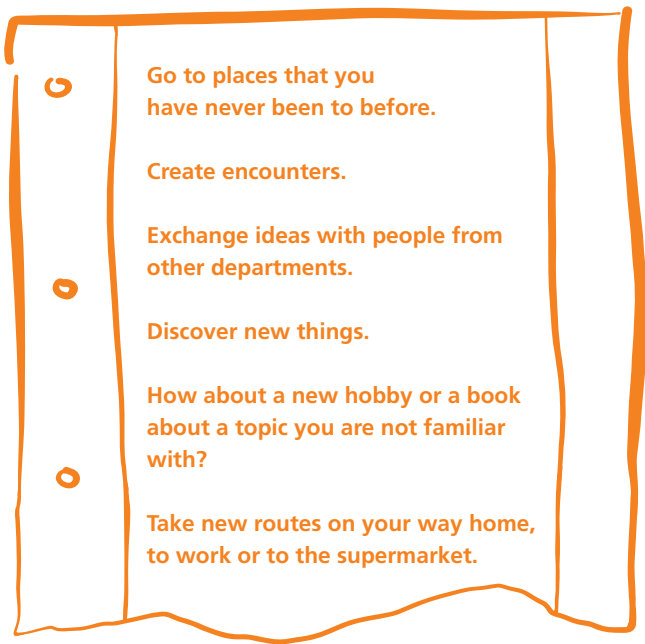 Go to places that you
have never been to before.
Create encounters.
Exchange ideas with people from
other departments.
Discover new things.
How about a new hobby or a book
about a topic you are not familiar
with?
Take new routes on your way home,
to work or to the supermarket.